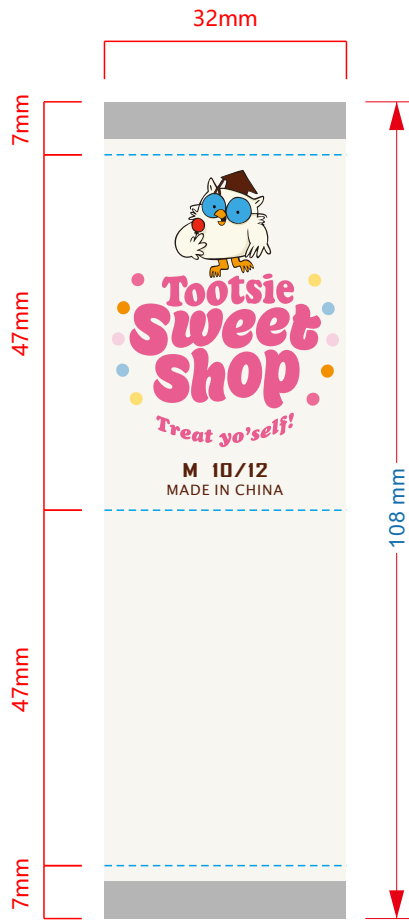 32mm
7mm
47mm
Tootsie
Sweet
Shop
Treat yo'self!
M 10/12
MADE IN CHINA
108 mm
47mm
7mm